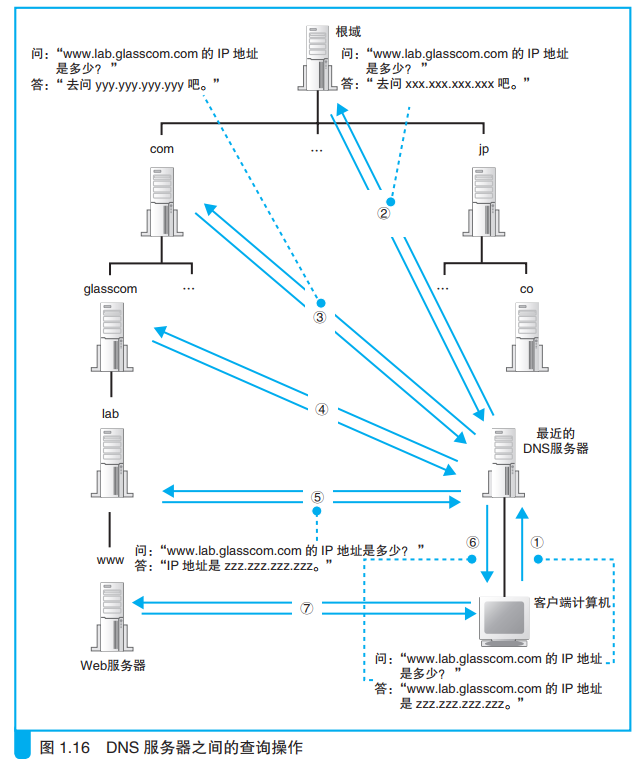 根域
问：“www.lab.glasscom.com 的 IP 地址
是多少？”
答：“去问 yyy.yyy.yyy.yyy 吧。”
问：“www.lab.glasscom.com 的 IP 地址
是多少？”
答：“去问 xxx.xxx.xxx.xxx 吧。”
com
…
jp
②
glasscom
…
…
co
③
④
lab
最近的
DNS服务器
⑤
问：“www.lab.glasscom.com 的 IP 地址是多少？”
答：“IP 地址是 zzz.zzz.zzz.zzz。”
⑥
①
www
⑦
客户端计算机
Web服务器
问：“www.lab.glasscom.com 的 IP 地址
是多少？”
答：“www.lab.glasscom.com 的 IP 地址
是 zzz.zzz.zzz.zzz。”
图 1.16 DNS 服务器之间的查询操作